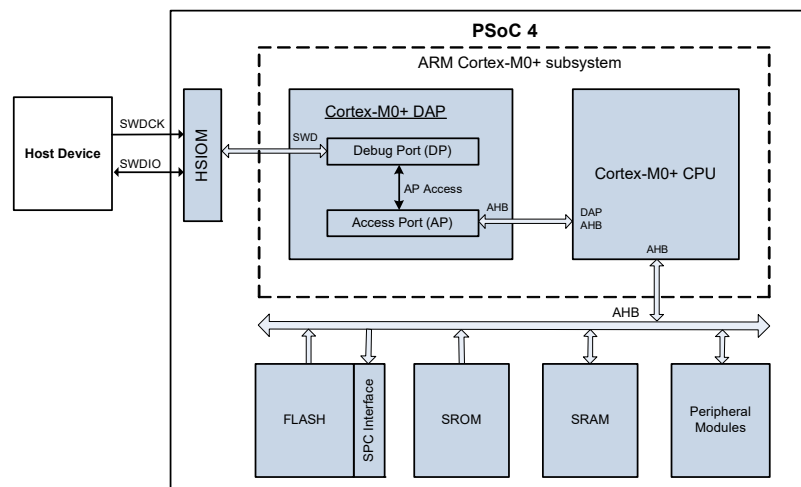 PSoC 4
ARM Cortex-M0+ subsystem
Host Device
SWDCK
SWDIO
HSIOM
SWD
Cortex-M0+ DAP
Debug Port (DP)
AP Access
Access Port (AP)
AHB
DAP
AHB
Cortex-M0+ CPU
AHB
AHB
FLASH
SPC Interface
SROM
SRAM
Peripheral
Modules